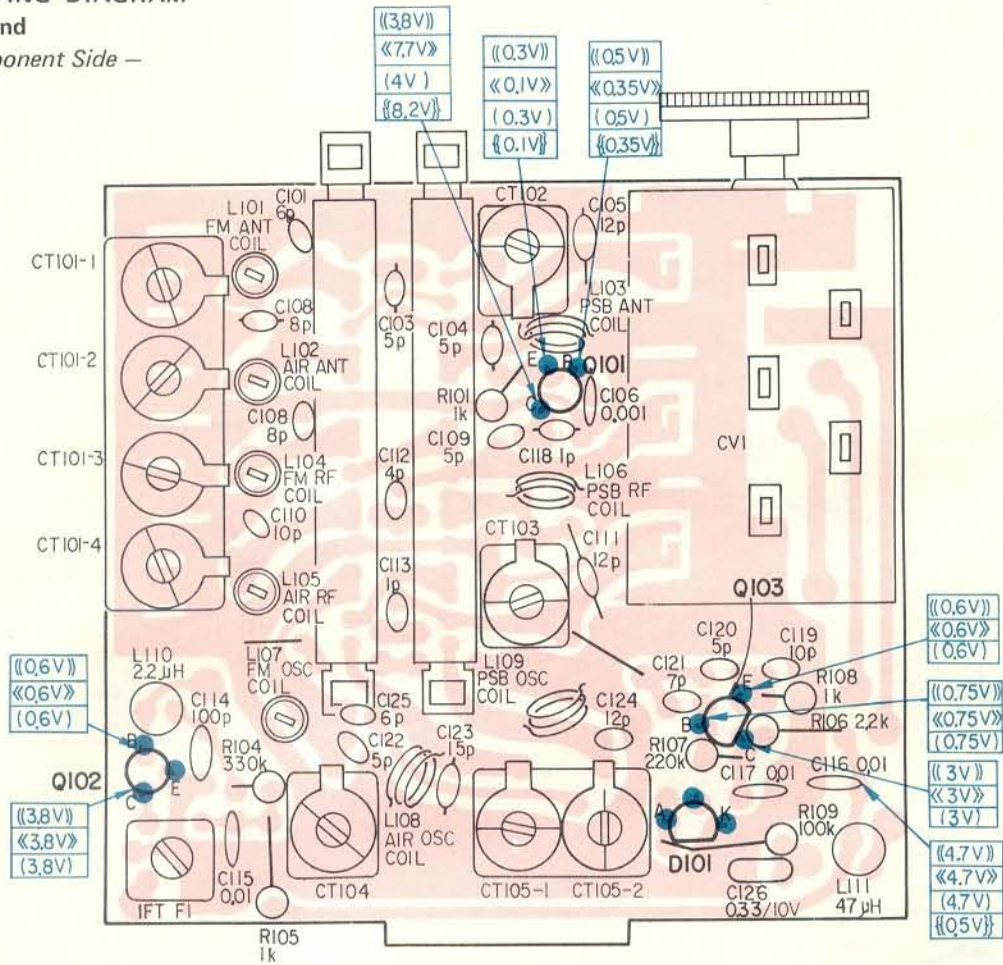 ING DIAGRAM
nd
ponent Side —
((3,8V))
《7.7V》
(4V)
{{8.2V}}
((0.3V))
《0.1V》
(0.3V)
{{0.1V}}
((0.5V))
《0.35V》
(0.5V)
{{0.35V}}
C101
6p
L101
FM ANT
COIL
CT102
C105
12p
CT101-1
L103
PSB ANT
COIL
C108
8p
C103
5p
C104
5p
CT101-2
L102
AIR ANT
COIL
E
B
Q101
C
R101
1k
C106
0.001
C108
8p
C109
5p
CV1
C118 1p
CT101-3
L104
FM RF
COIL
C112
4p
L106
PSB RF
COIL
C110
10p
CT103
C111
12p
CT101-4
C113
1p
L105
AIR RF
COIL
Q103
((0.6V))
《0.6V》
(0.6V)
L107
FM OSC
COIL
L109
PSB OSC
COIL
C120
5p
C119
10p
L110
2.2μH
C121
7p
E
R108
1k
((0.6V))
《0.6V》
(0.6V)
C114
100p
C125
6p
C124
12p
B
R106 2,2k
((0.75V))
《0.75V》
(0.75V)
B
R104
330k
C122
5p
C123
15p
R107
220k
C
Q102
E
C
C117 0.01
C116 0.01
((3V))
《3V》
(3V)
((3,8V))
《3,8V》
(3,8V)
L108
AIR OSC
COIL
A
K
R109
100k
D101
((4.7V))
《4.7V》
(4.7V)
{{0.5V}}
C115
0.01
IFT F1
CT104
CT105-1
CT105-2
C126
0.33/10V
L111
47μH
R105
1k